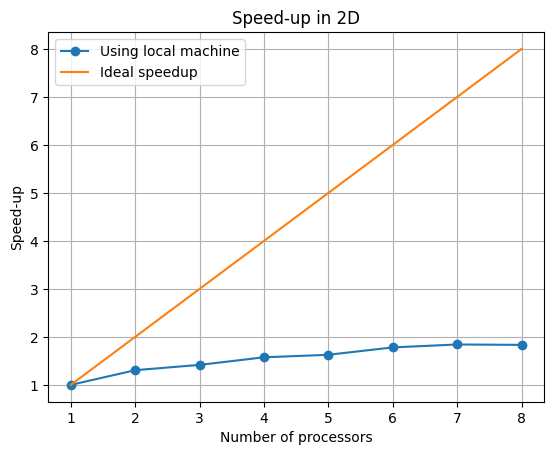 Speed-up in 2D
Using local machine
Ideal speedup
8
7
6
5
4
3
2
1
Speed-up
1 2 3 4 5 6 7 8
Number of processors